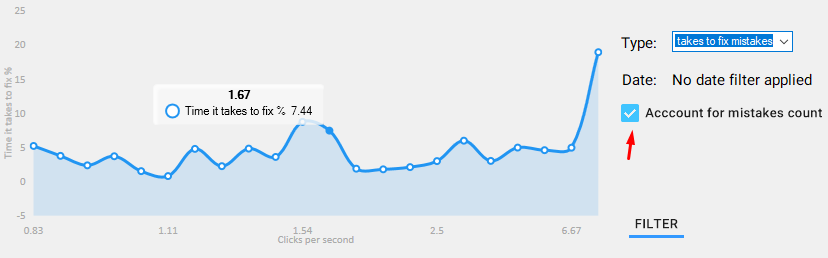 25
20
15
10
5
0
-5
Time it takes to fix %
1.67
Time it takes to fix % 7.44
0.83 1.11 1.54 2.5 6.67
Clicks per second
Type: takes to fix mistakes
Date: No date filter applied
Acccount for mistakes count
FILTER